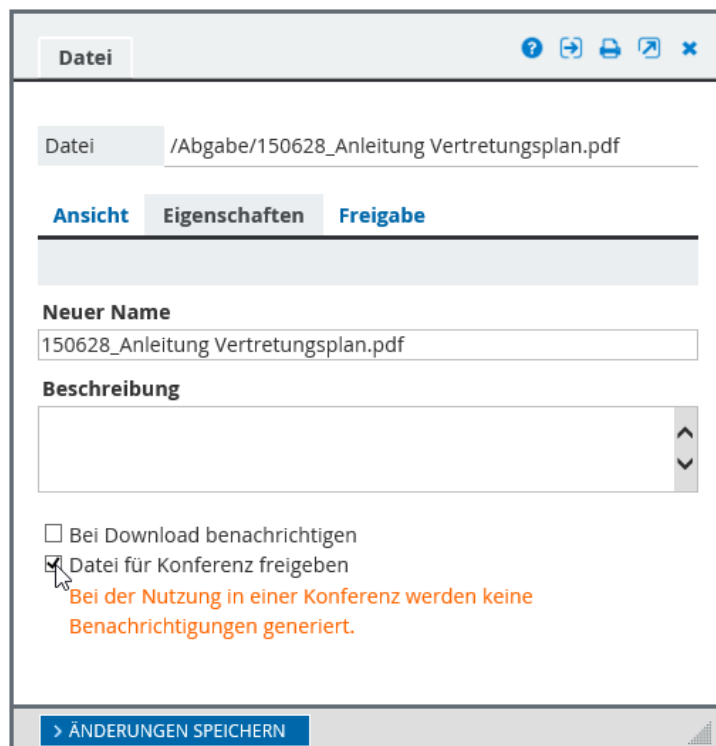 Datei
Datei /Abgabe/150628_Anleitung Vertretungsplan.pdf
Ansicht Eigenschaften Freigabe
Neuer Name
150628_Anleitung Vertretungsplan.pdf
Beschreibung
Bei Download benachrichtigen
Datei für Konferenz freigeben
Bei der Nutzung in einer Konferenz werden keine
Benachrichtigungen generiert.
> ÄNDERUNGEN SPEICHERN